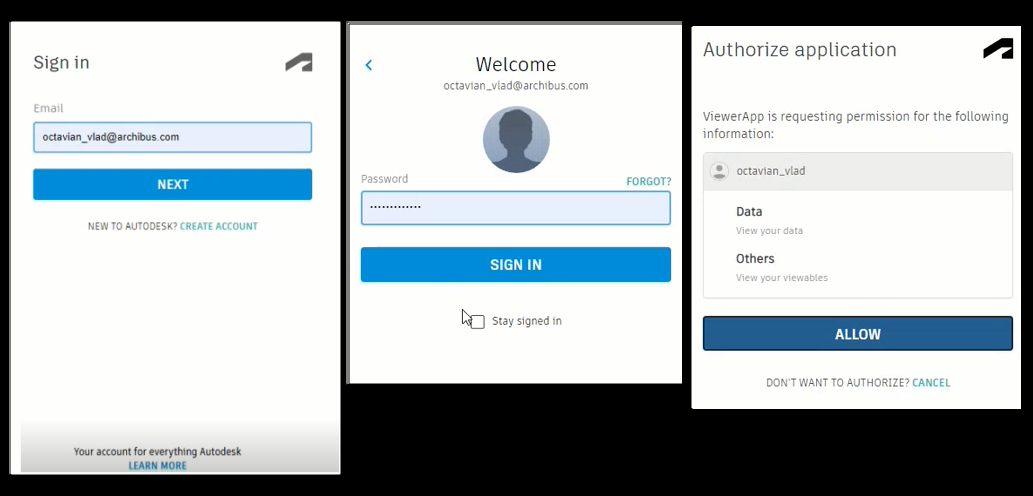 Sign in
Email
octavian_vlad@archibus.com
NEXT
NEW TO AUTODESK? CREATE ACCOUNT
Your account for everything Autodesk
LEARN MORE
Welcome
octavian_vlad@archibus.com
Password
FORGOT?
SIGN IN
Stay signed in
Authorize application
ViewerApp is requesting permission for the following
information:
octavian_vlad
Data
View your data
Others
View your viewables
ALLOW
DON'T WANT TO AUTHORIZE? CANCEL